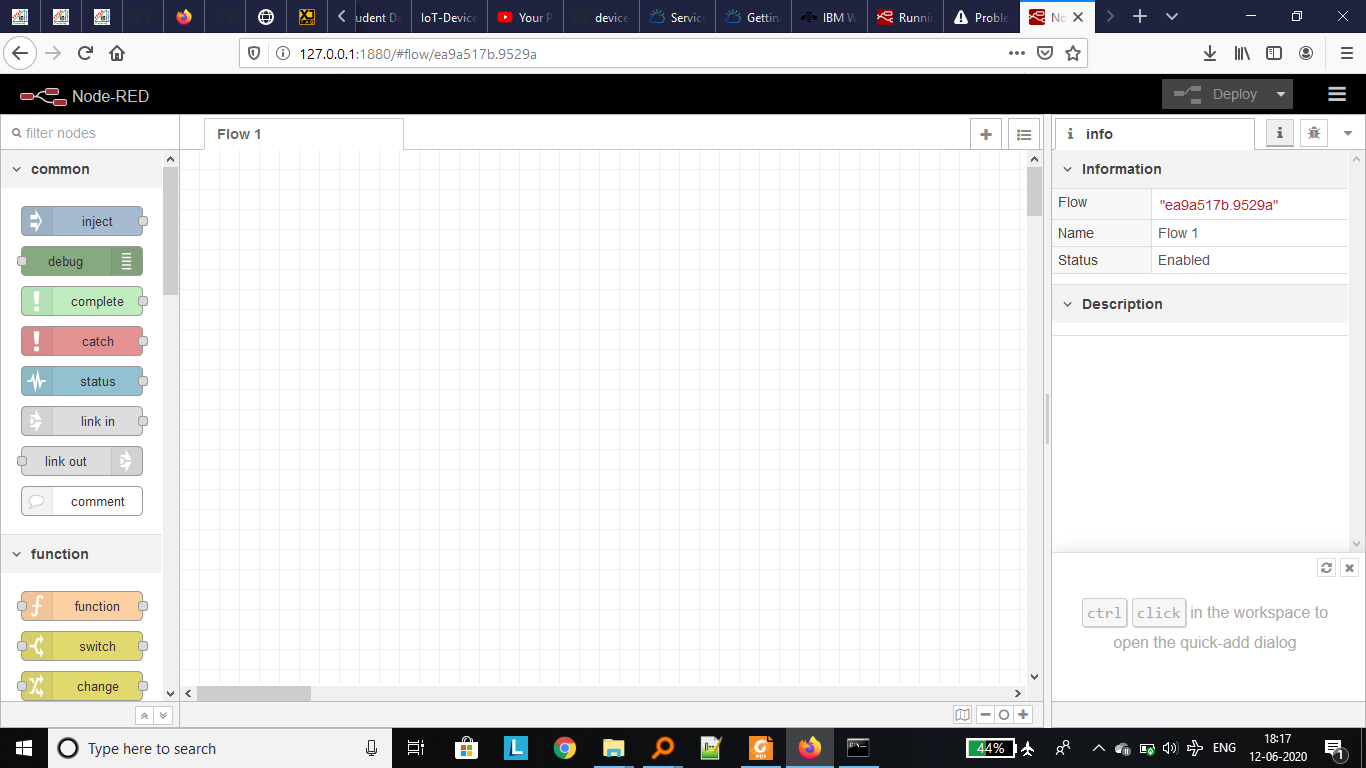 udent Da
IoT-Device
Your P
device
Service
Gettin
IBM W
Runnin
Proble
No
127.0.0.1:1880/#flow/ea9a517b.9529a
Node-RED
Deploy
filter nodes
Flow 1
info
common
Information
inject
Flow
"ea9a517b.9529a"
Name
Flow 1
debug
Status
Enabled
complete
Description
catch
status
link in
link out
comment
function
function
ctrl click in the workspace to
open the quick-add dialog
switch
change
Type here to search
PDF
44%
ENG
18:17
12-06-2020
1